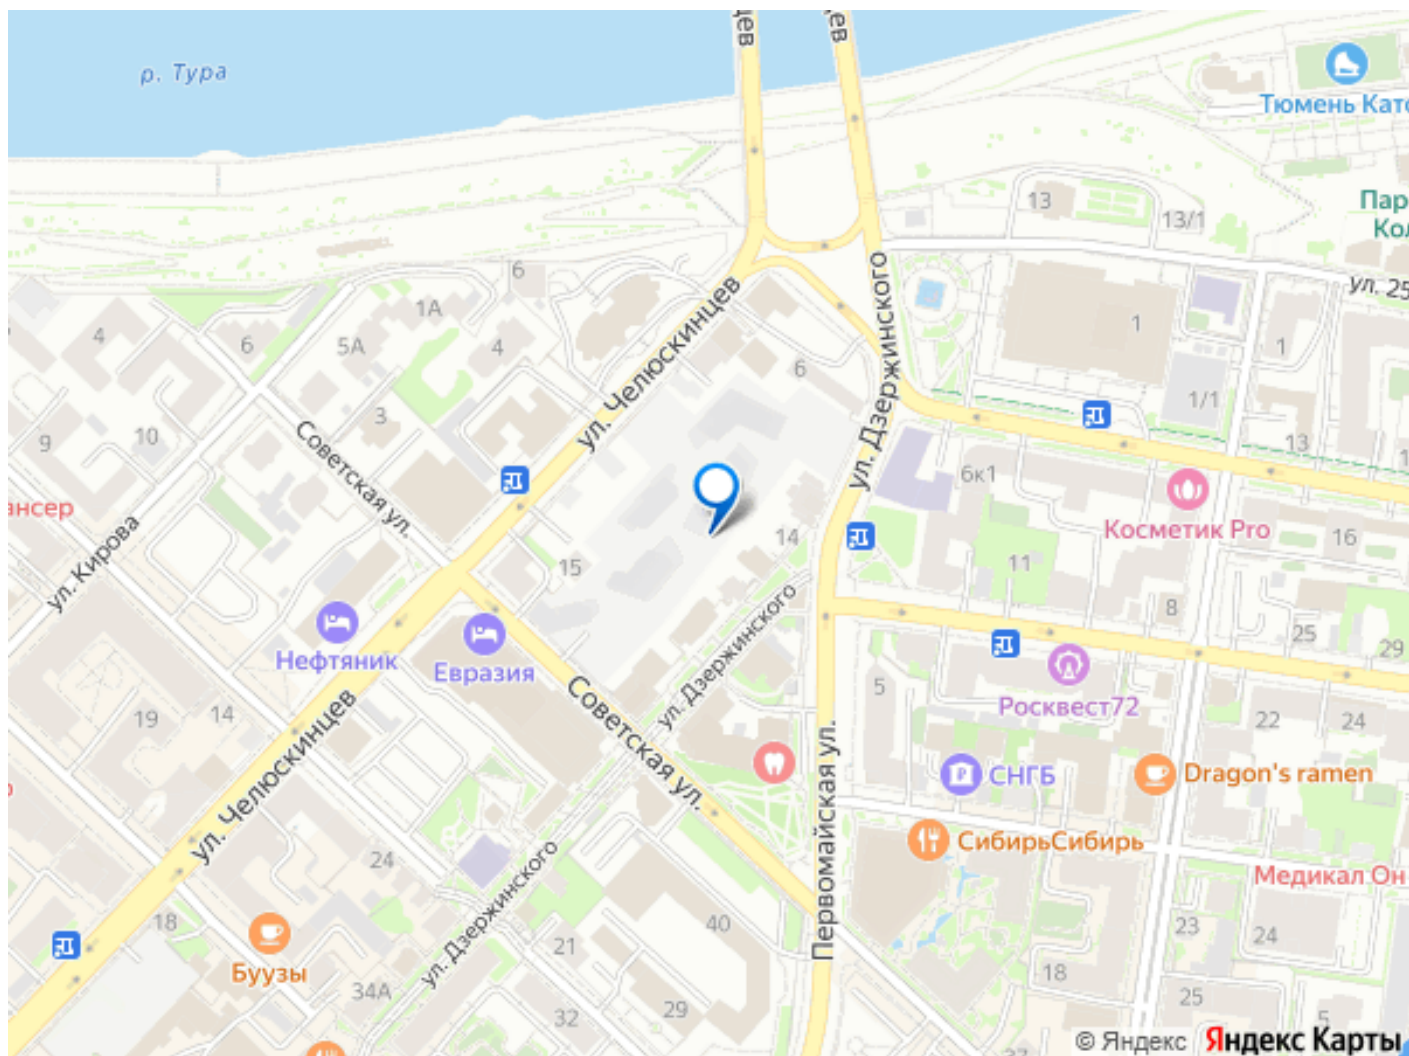 р. Тура
цев
цев
Тюмень Като
13
13/1
Пар
Кол
ул. 25
6
1А
4
6
5А
4
3
9
10
ул. Челюскинцев
ул. Дзержинского
6
1
1
1/1
13
Советская ул.
ансер
ул. Кирова
6к1
Косметик Pro
16
14
15
11
8
25
29
Нефтяник
Евразия
ул. Дзержинского
5
Росквест72
22
24
19
14
Советская ул.
Первомайская ул.
СНГБ
Dragon's ramen
ул. Челюскинцев
СибирьСибирь
24
Медикал Он
ул. Дзержинского
18
40
21
23
24
Буузы
34А
18
29
32
25
5
© Яндекс Яндекс Карты